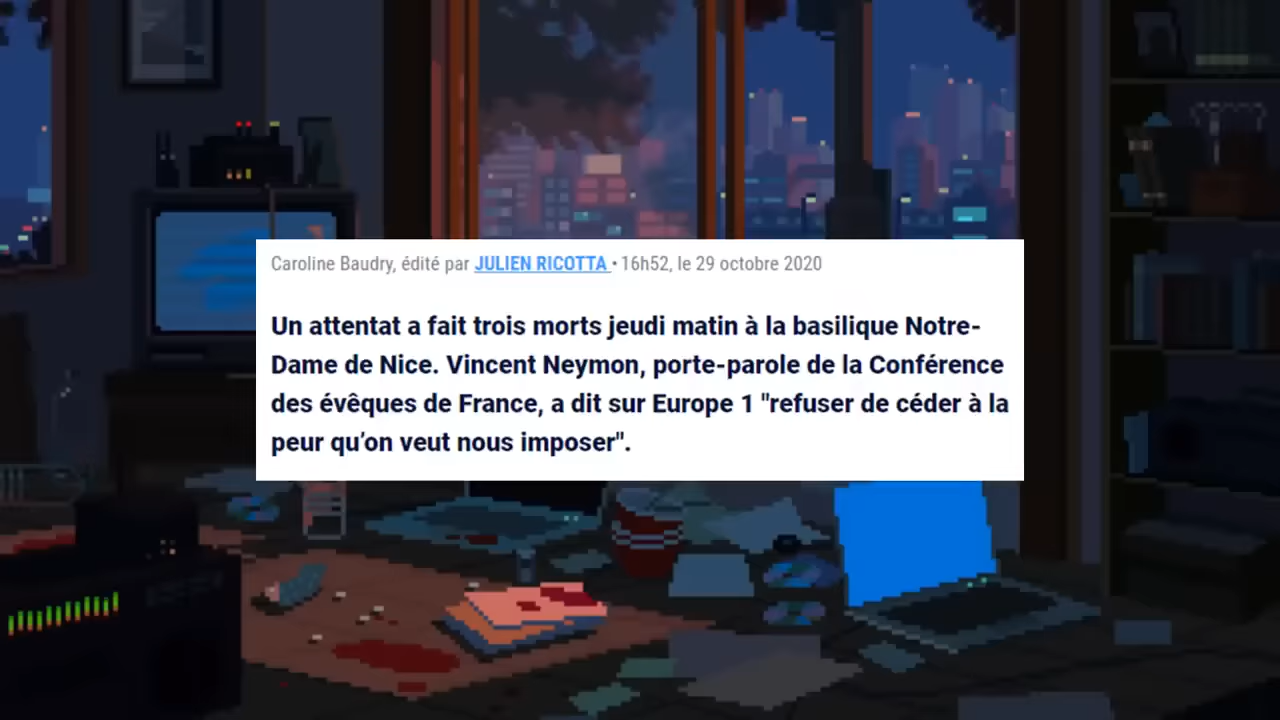 Caroline Baudry, édité par JULIEN RICOTTA • 16h52, le 29 octobre 2020
Un attentat a fait trois morts jeudi matin à la basilique Notre-
Dame de Nice. Vincent Neymon, porte-parole de la Conférence
des évêques de France, a dit sur Europe 1 "refuser de céder à la
peur qu’on veut nous imposer".